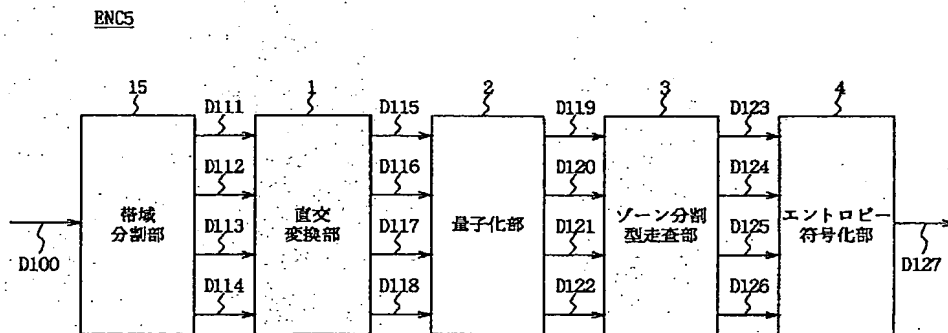 ENC5
15
1
2
3
4
D111
D115
D119
D123
D112
D116
D120
D124
帯域
分割部
直交
変換部
量子化部
ゾーン分割
型走査部
エントロピー
符号化部
D113
D117
D121
D125
D100
D127
D114
D118
D122
D126